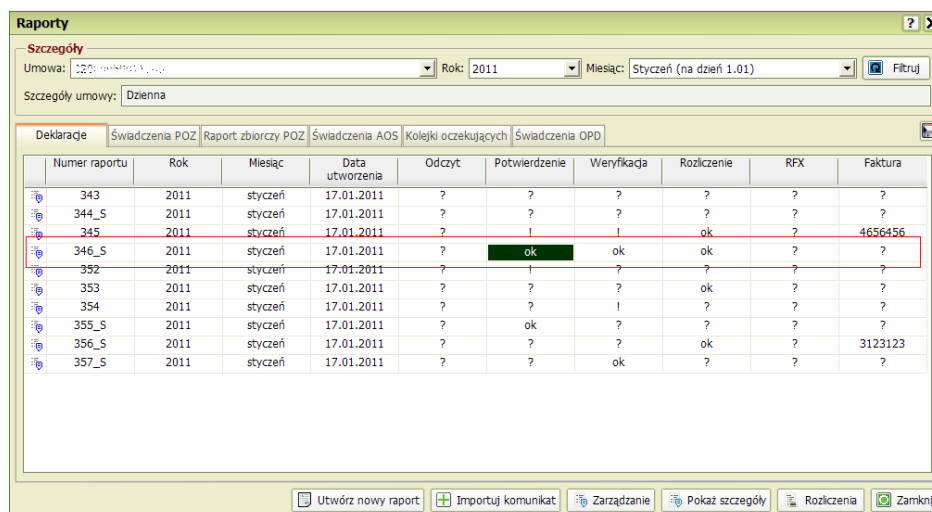 Raporty
Szczegóły
Umowa: Rok: 2011 Miesiąc: Styczeń (na dzień 1.01) Filtruj
Szczegóły umowy: Dzienna
Deklaracje Świadczenia POZ Raport zbiorczy POZ Świadczenia AOS Kolejki oczekujących Świadczenia OPD
Numer raportu Rok Miesiąc Data utworzenia Odczyt Potwierdzenie Weryfikacja Rozliczenie RFX Faktura
343 2011 styczeń 17.01.2011 ? ? ? ? ? ?
344_S 2011 styczeń 17.01.2011 ? ? ? ? ? ?
345 2011 styczeń 17.01.2011 ? ! ! ok ? 4656456
346_S 2011 styczeń 17.01.2011 ? ok ok ok ? ?
352 2011 styczeń 17.01.2011 ? ! ? ? ? ?
353 2011 styczeń 17.01.2011 ? ? ? ok ? ?
354 2011 styczeń 17.01.2011 ? ? ! ? ? ?
355_S 2011 styczeń 17.01.2011 ? ok ? ? ? ?
356_S 2011 styczeń 17.01.2011 ? ? ? ok ? 3123123
357_S 2011 styczeń 17.01.2011 ? ? ok ? ? ?
Utwórz nowy raport Importuj komunikat Zarządzanie Pokaż szczegóły Rozliczenia Zamknij